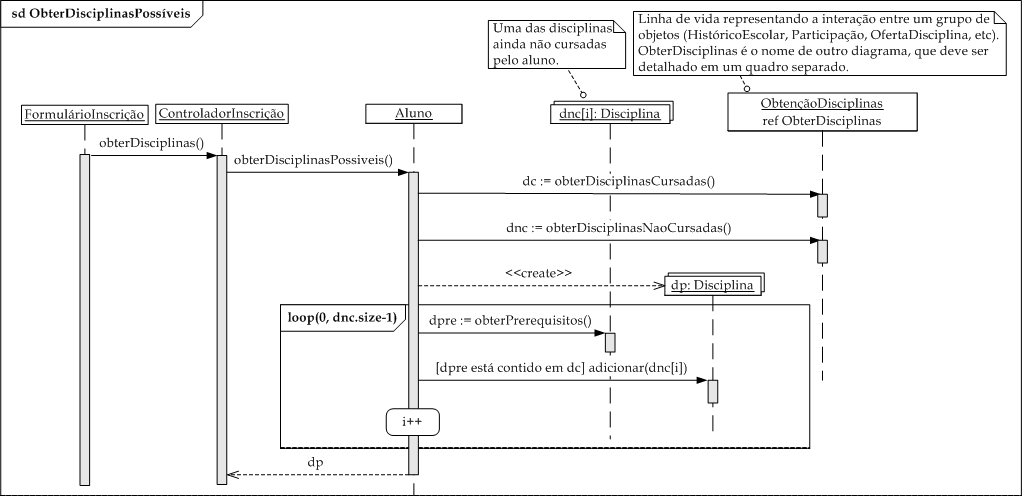 sd ObterDisciplinasPossíveis
Uma das disciplinas
ainda não cursadas
pelo aluno.
Linha de vida representando a interação entre um grupo de
objetos (HistóricoEscolar, Participação, OfertaDisciplina, etc).
ObterDisciplinas é o nome de outro diagrama, que deve ser
detalhado em um quadro separado.
FormulárioInscrição
ControladorInscrição
Aluno
dnc[i]: Disciplina
ObtençãoDisciplinas
ref ObterDisciplinas
obterDisciplinas()
obterDisciplinasPossiveis()
dc := obterDisciplinasCursadas()
dnc := obterDisciplinasNaoCursadas()
<<create>>
dp: Disciplina
loop(0, dnc.size-1)
dpre := obterPrerequisitos()
[dpre está contido em dc] adicionar(dnc[i])
i++
dp